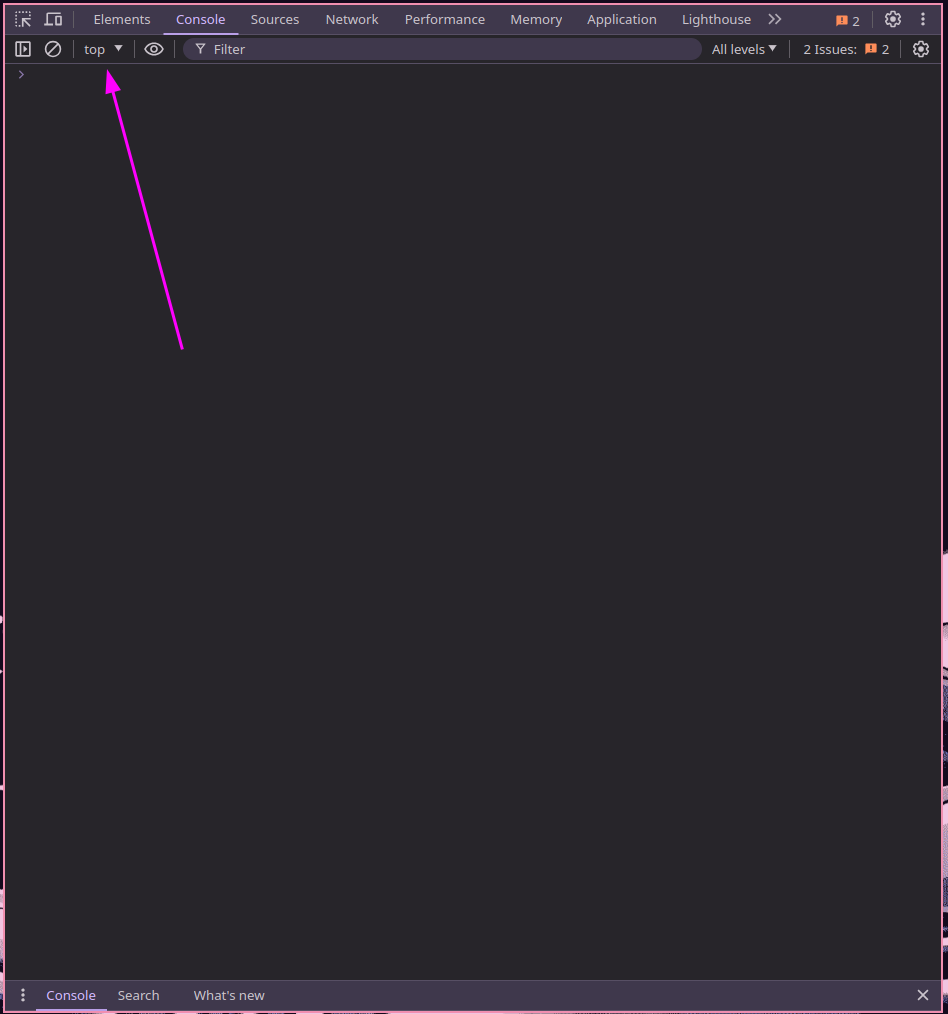 Elements Console Sources Network Performance Memory Application Lighthouse 2
top Filter All levels 2 Issues: 2
Console Search What's new